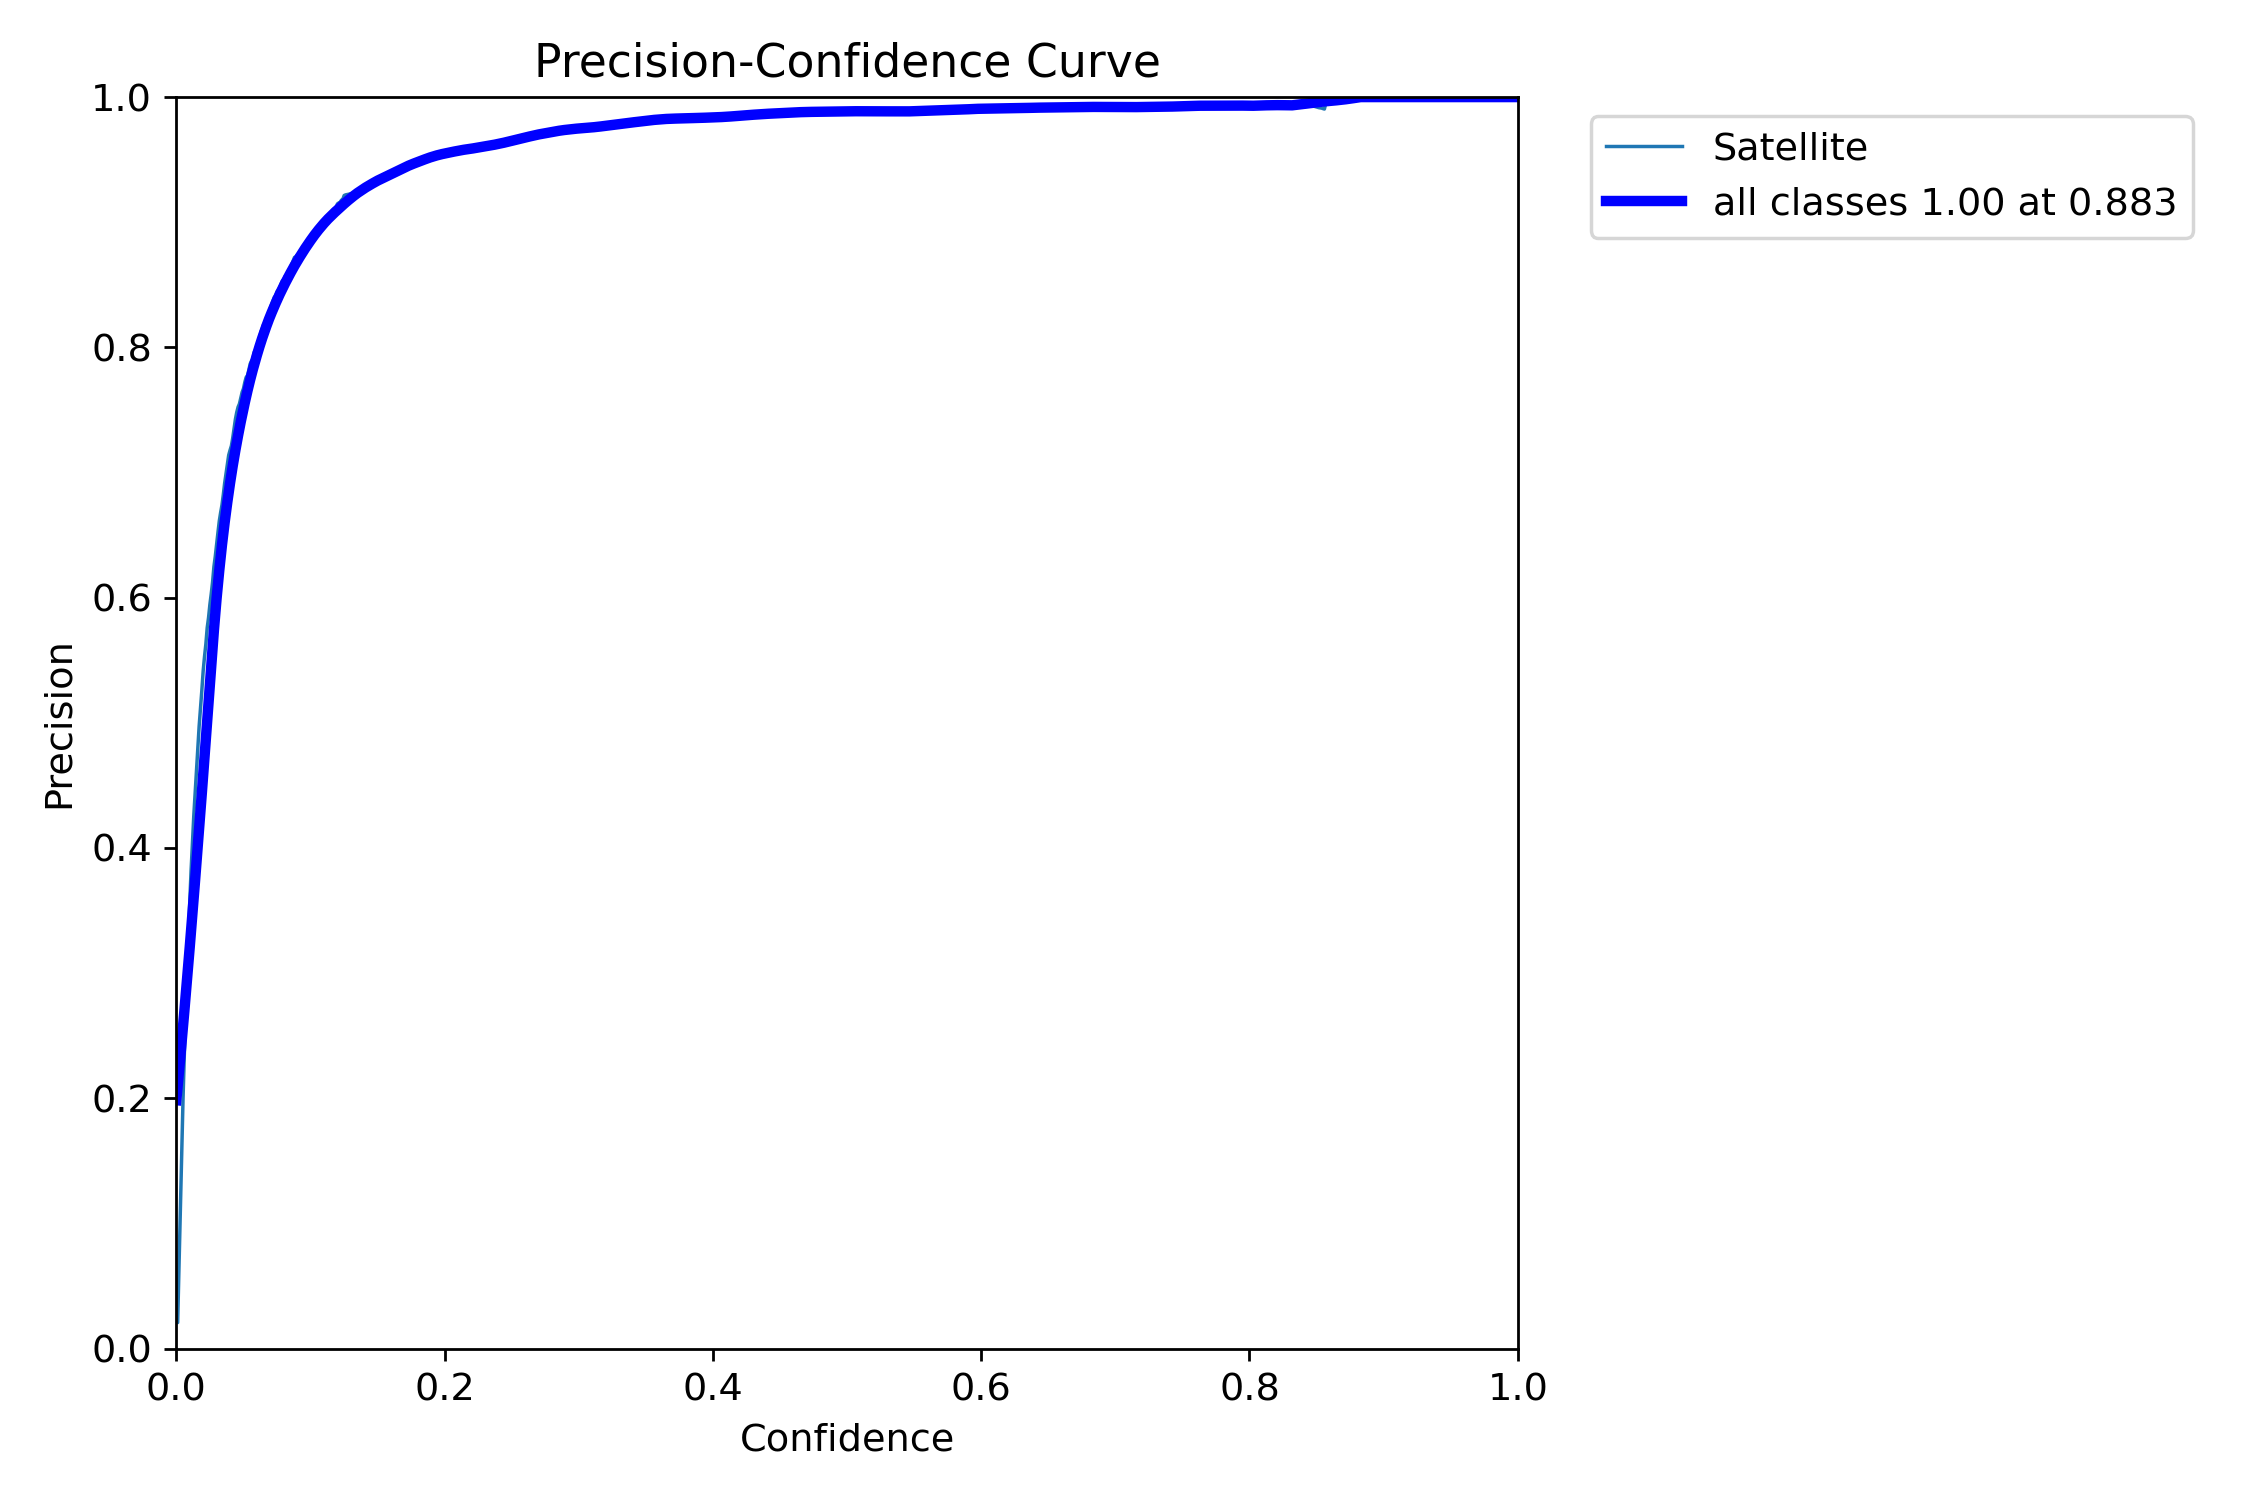 Precision-Confidence Curve
1.0
0.8
0.6
0.4
0.2
0.0
Precision
0.0 0.2 0.4 0.6 0.8 1.0
Confidence
Satellite
all classes 1.00 at 0.883